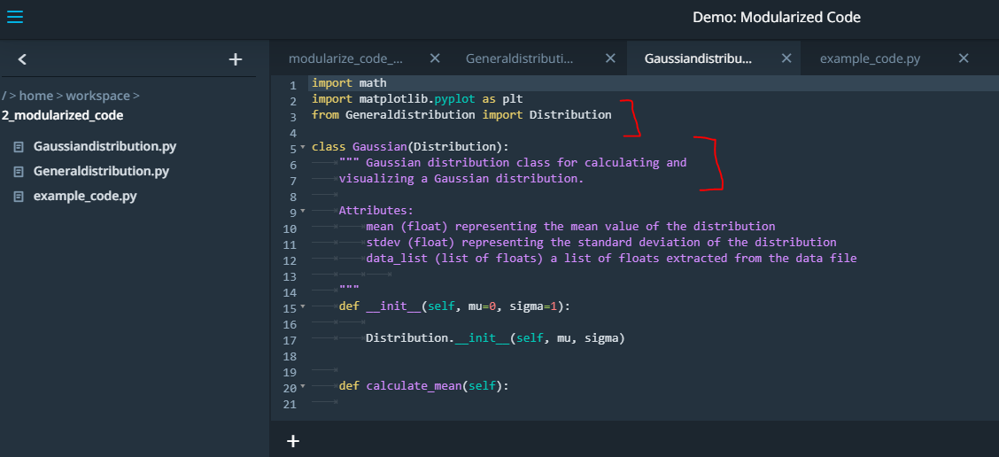 Demo: Modularized Code
/ > home > workspace >
2_modularized_code
Gaussiandistribution.py
Generaldistribution.py
example_code.py
modularize_code_... Generaldistributi... Gaussiandistribu... example_code.py
1 import math
2 import matplotlib.pyplot as plt
3 from Generaldistribution import Distribution
4
5 class Gaussian(Distribution):
6 """ Gaussian distribution class for calculating and
7 visualizing a Gaussian distribution.
8
9 Attributes:
10 mean (float) representing the mean value of the distribution
11 stdev (float) representing the standard deviation of the distribution
12 data_list (list of floats) a list of floats extracted from the data file
13
14 """
15 def __init__(self, mu=0, sigma=1):
16
17 Distribution.__init__(self, mu, sigma)
18
19
20 def calculate_mean(self):
21